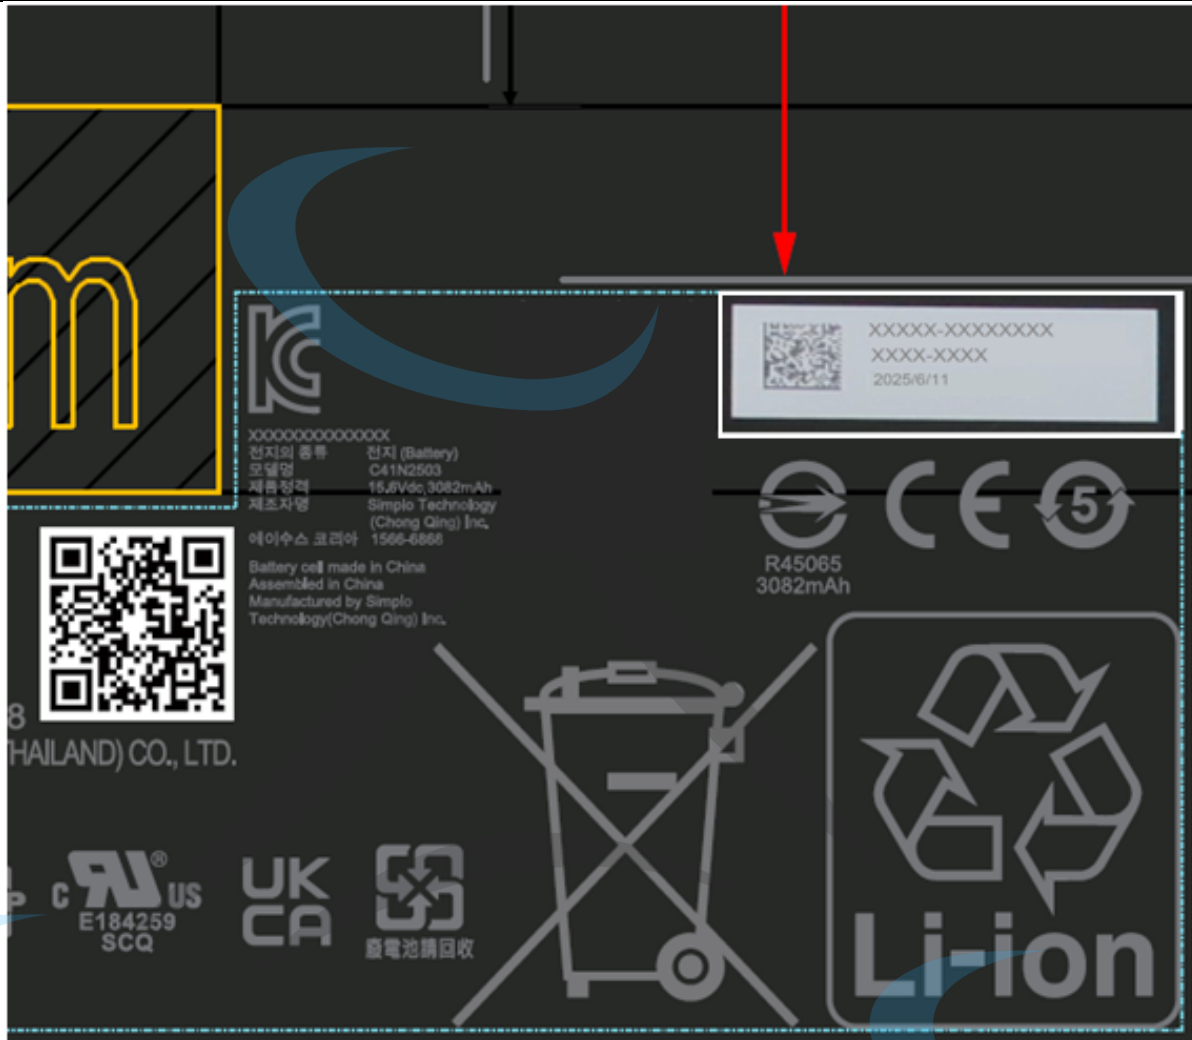 m
XXXXX-XXXXXXXX
XXXX-XXXX
2025/6/11
XXXXXXXXXXXXXX
전지의 종류 전지 (Battery)
모델명 C41N2503
제품정격 15.6Vdc,3082mAh
제조자명 Simplo Technology
(Chong Qing) Inc.
에이수스 코리아 1566-6868
Battery cell made in China
Assembled in China
Manufactured by Simplo
Technology(Chong Qing) Inc.
CE
5
R45065
3082mAh
8
THAILAND) CO., LTD.
C US
®
E184259
SCQ
UK
CA
廢電池請回收
Li-ion